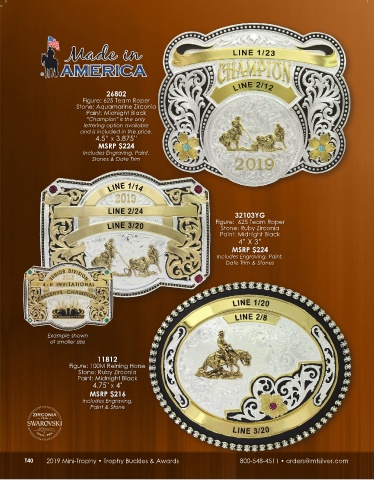 Made in
AMERICA
26802
Figure: 625 Team Roper
Stone: Aquamarine Zirconia
Paint: Midnight Black
"Champion" is the only
lettering option available
and is included in the price.
4.5" x 3.875"
MSRP $224
Includes Engraving, Paint,
Stones & Date Trim
LINE 1/23
CHAMPION
LINE 2/12
2019
LINE 1/14
2019
LINE 2/24
LINE 3/20
32103YG
Figure: 625 Team Roper
Stone: Ruby Zirconia
Paint: Midnight Black
4" X 3"
MSRP $224
Includes Engraving, Paint,
Date Trim & Stones
4-H INVITATIONAL
Example shown
at smaller size
11812
Figure: 100M Reining Horse
Stone: Ruby Zirconia
Paint: Midnight Black
4.75" x 4"
MSRP $216
Includes Engraving,
Paint & Stone
LINE 1/20
LINE 2/8
LINE 3/20
ZIRCONIA
FROM
SWAROVSKI
140 2019 Mini-Trophy • Trophy Buckles & Awards 800-548-4511 • orders@mtsilver.com